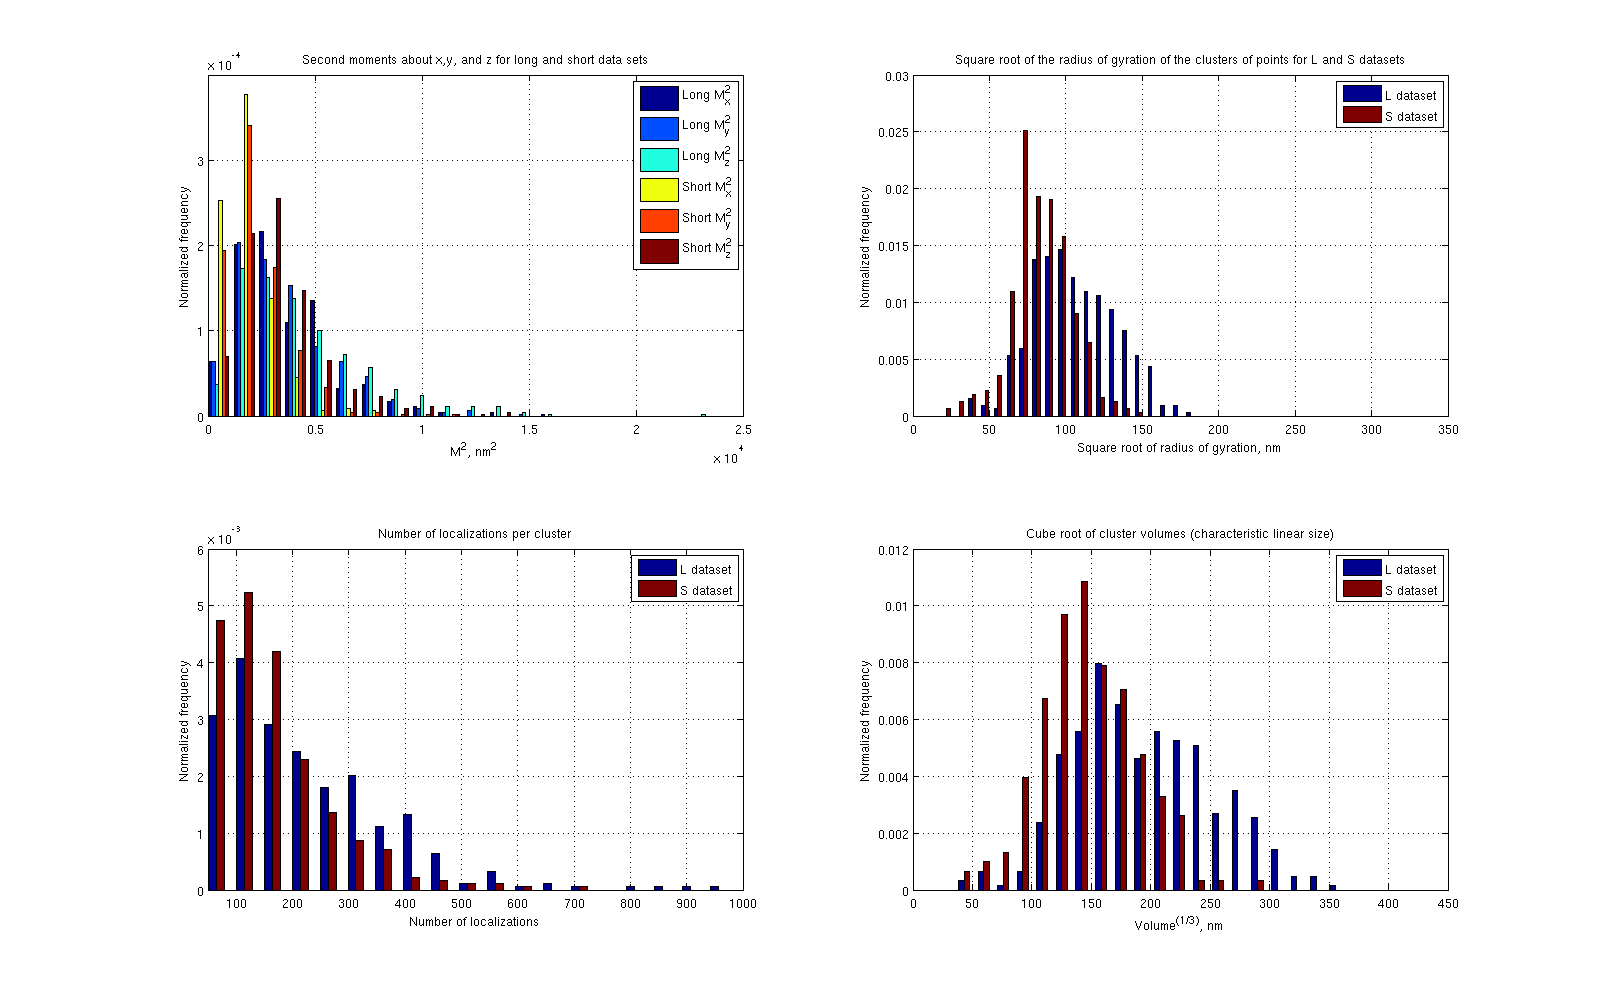 Second moments about x,y, and z for long and short data sets
x 10^-4
Normalized frequency
3
2
1
0
0 0.5 1 1.5 2 2.5
x 10^4
M^2, nm^2
Long M_x^2
Long M_y^2
Long M_z^2
Short M_x^2
Short M_y^2
Short M_z^2
Square root of the radius of gyration of the clusters of points for L and S datasets
Normalized frequency
0.03
0.025
0.02
0.015
0.01
0.005
0
0 50 100 150 200 250 300 350
Square root of radius of gyration, nm
L dataset
S dataset
Number of localizations per cluster
x 10^-3
Normalized frequency
6
5
4
3
2
1
0
100 200 300 400 500 600 700 800 900 1000
Number of localizations
L dataset
S dataset
Cube root of cluster volumes (characteristic linear size)
Normalized frequency
0.012
0.01
0.008
0.006
0.004
0.002
0
0 50 100 150 200 250 300 350 400 450
Volume^(1/3), nm
L dataset
S dataset